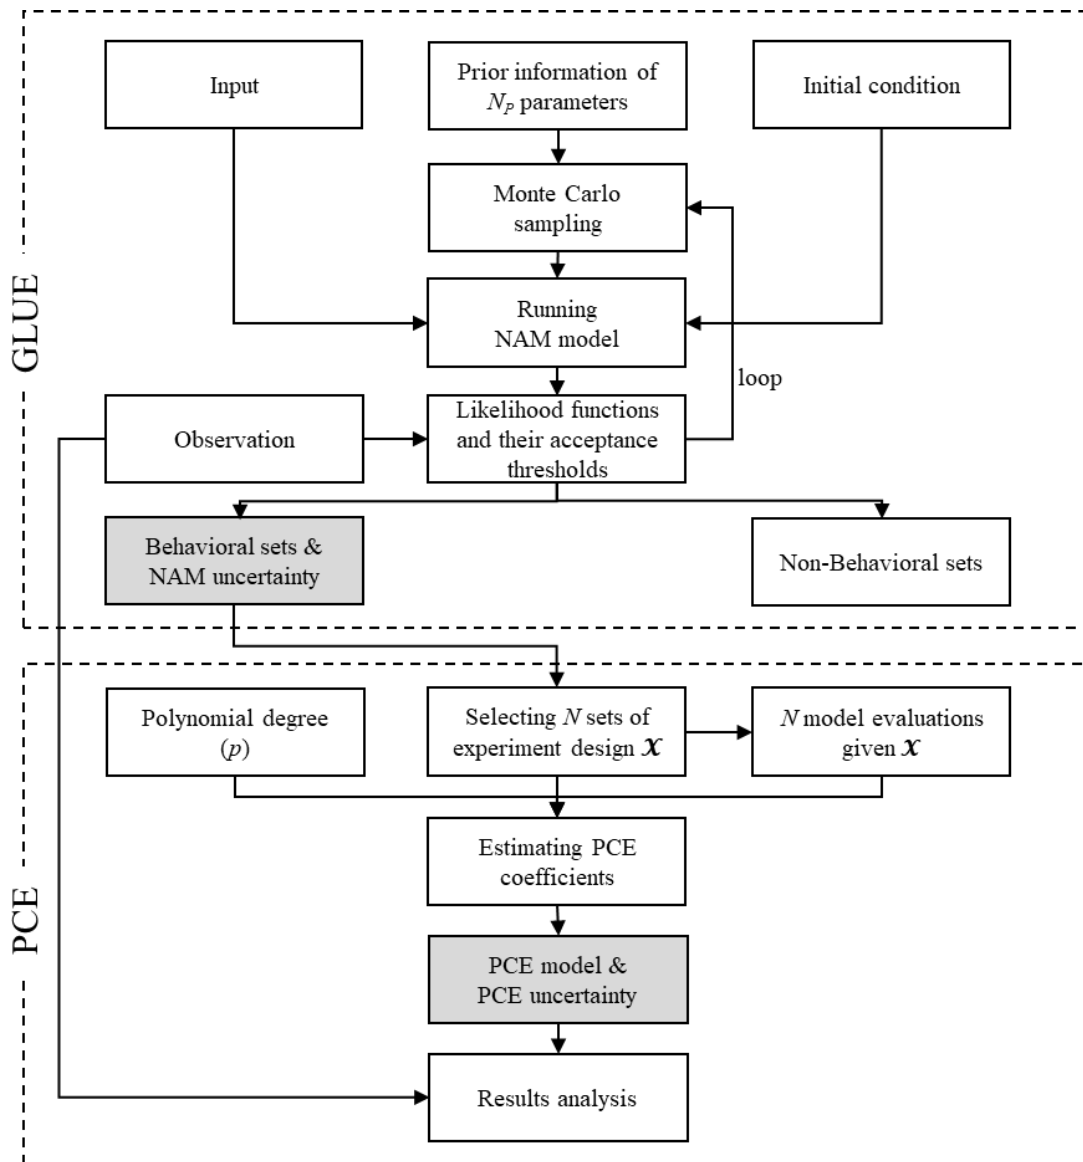 Input
Prior information of
N_P parameters
Initial condition
Monte Carlo
sampling
Running
NAM model
loop
GLUE
Observation
Likelihood functions
and their acceptance
thresholds
Behavioral sets &
NAM uncertainty
Non-Behavioral sets
Polynomial degree
(p)
Selecting N sets of
experiment design 𝓧
N model evaluations
given 𝓧
Estimating PCE
coefficients
PCE
PCE model &
PCE uncertainty
Results analysis